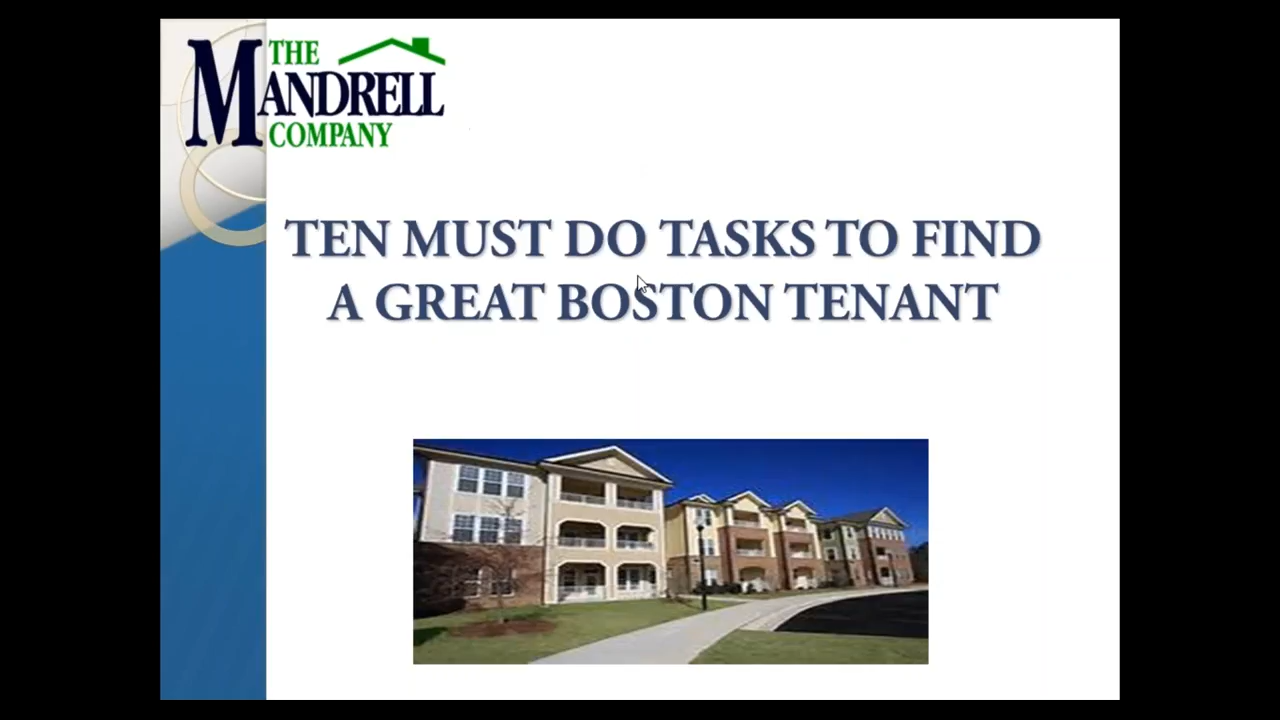 THE
MANDRELL
COMPANY
TEN MUST DO TASKS TO FIND
A GREAT BOSTON TENANT